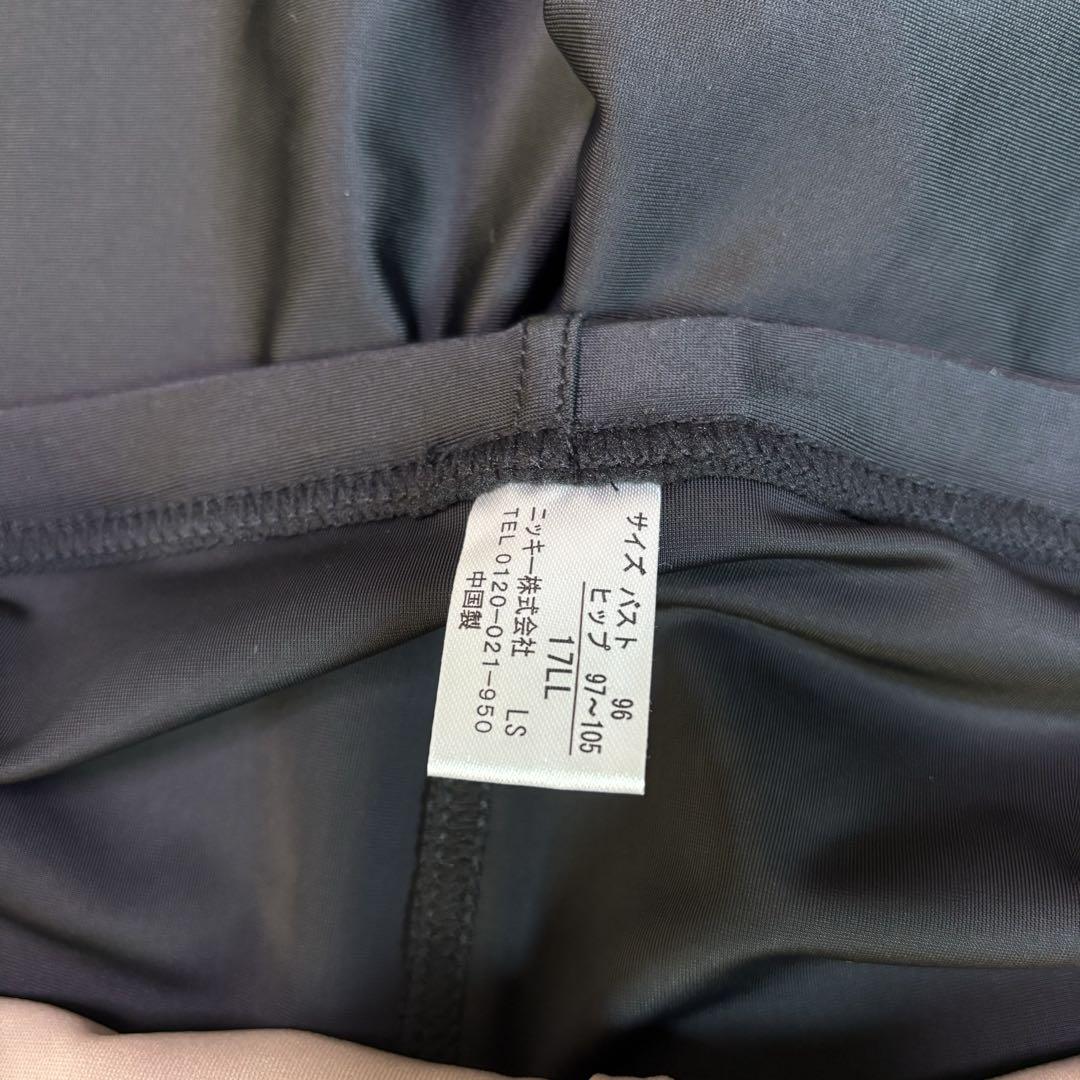 サイズ バスト 96
ヒップ 97～105
17LL
ニッキー株式会社 LS
TEL 0120-021-950
中国製